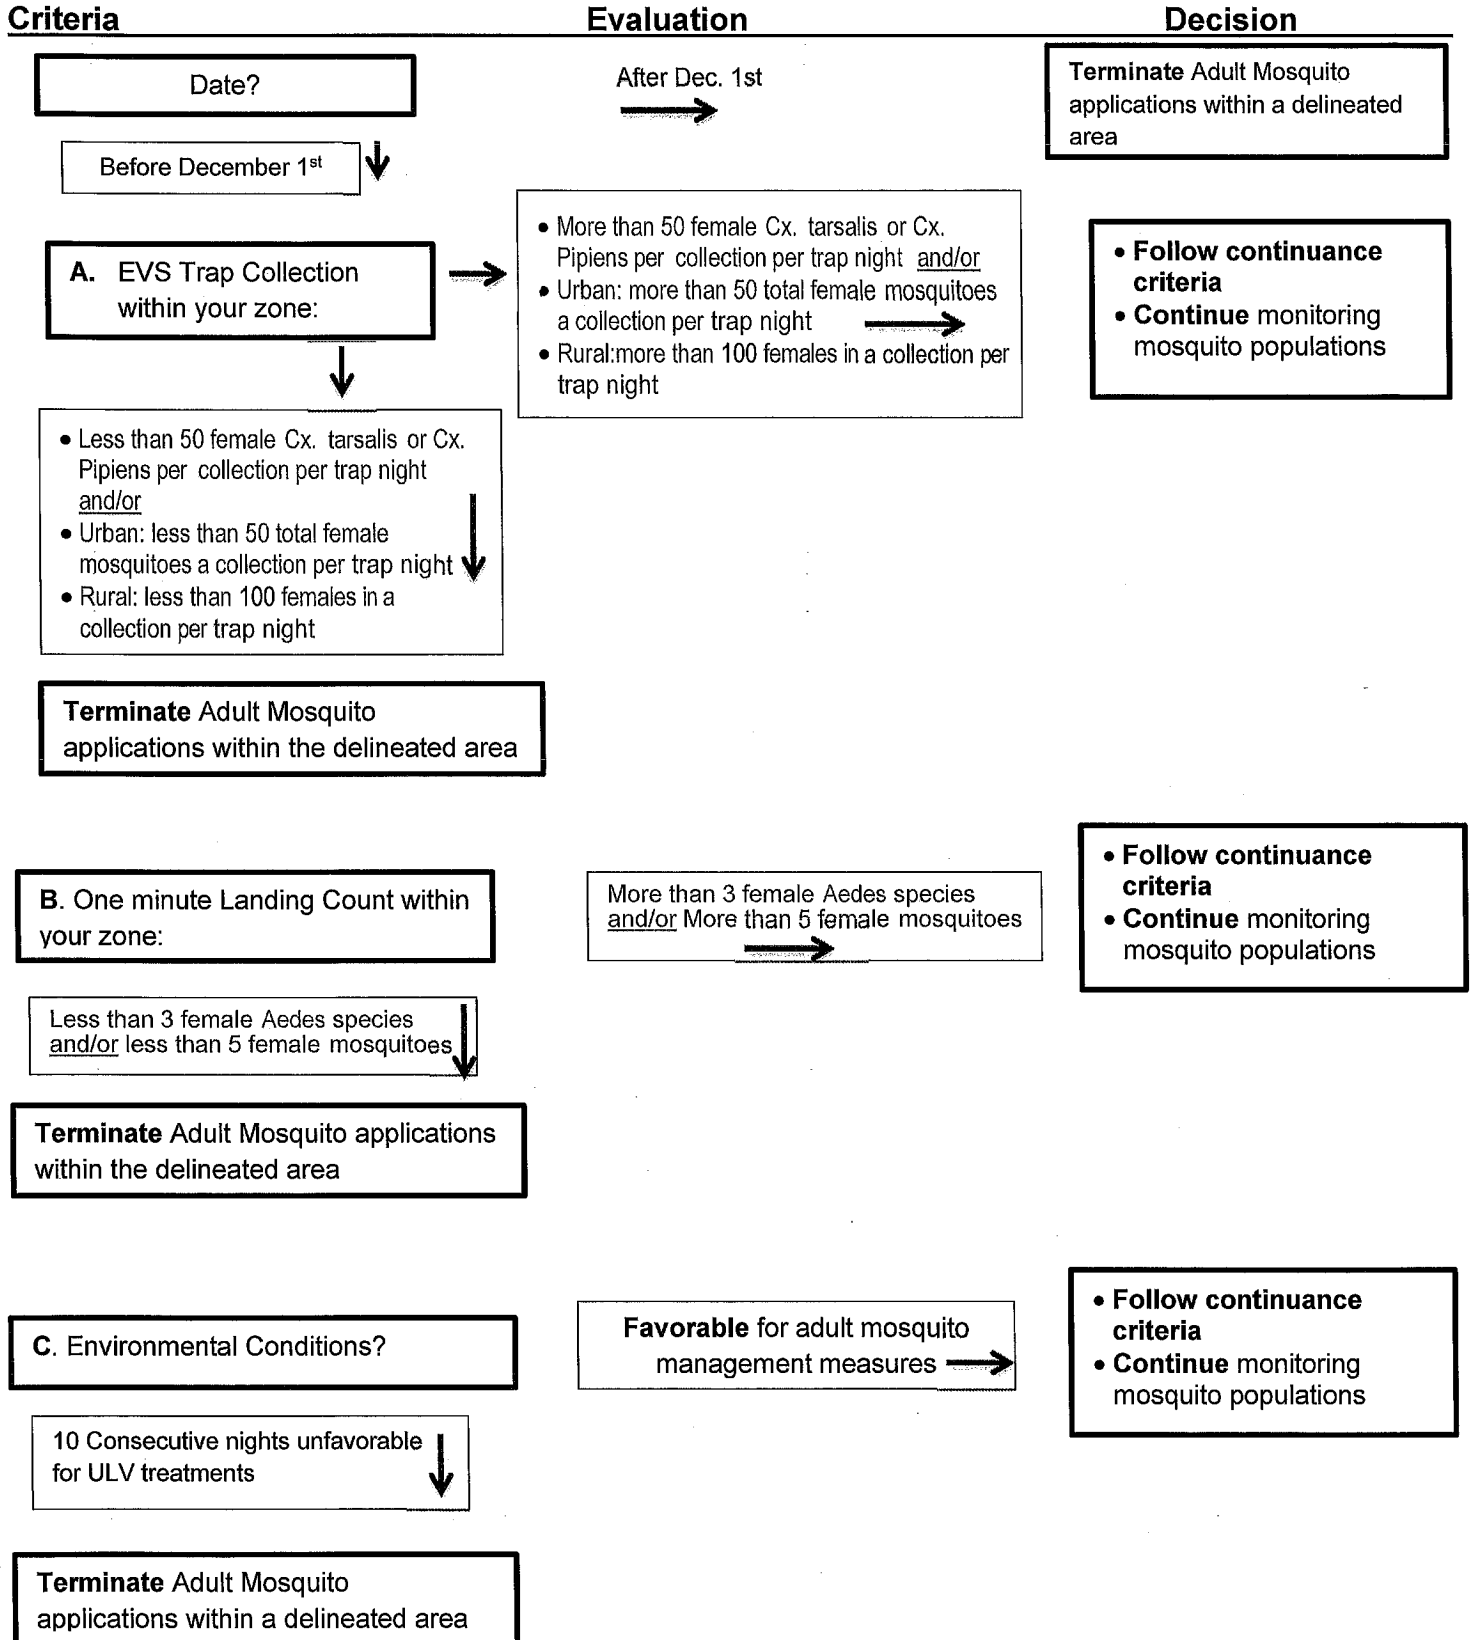 Criteria
Evaluation
Decision
Date?
After Dec. 1st
Terminate Adult Mosquito
applications within a delineated
area
Before December 1st
A. EVS Trap Collection
within your zone:
• More than 50 female Cx. tarsalis or Cx.
Pipiens per collection per trap night and/or
• Urban: more than 50 total female mosquitoes
a collection per trap night
• Rural:more than 100 females in a collection per
trap night
• Follow continuance
criteria
• Continue monitoring
mosquito populations
• Less than 50 female Cx. tarsalis or Cx.
Pipiens per collection per trap night
and/or
• Urban: less than 50 total female
mosquitoes a collection per trap night
• Rural: less than 100 females in a
collection per trap night
Terminate Adult Mosquito
applications within the delineated area
B. One minute Landing Count within
your zone:
More than 3 female Aedes species
and/or More than 5 female mosquitoes
• Follow continuance
criteria
• Continue monitoring
mosquito populations
Less than 3 female Aedes species
and/or less than 5 female mosquitoes
Terminate Adult Mosquito applications
within the delineated area
C. Environmental Conditions?
Favorable for adult mosquito
management measures
• Follow continuance
criteria
• Continue monitoring
mosquito populations
10 Consecutive nights unfavorable
for ULV treatments
Terminate Adult Mosquito
applications within a delineated area